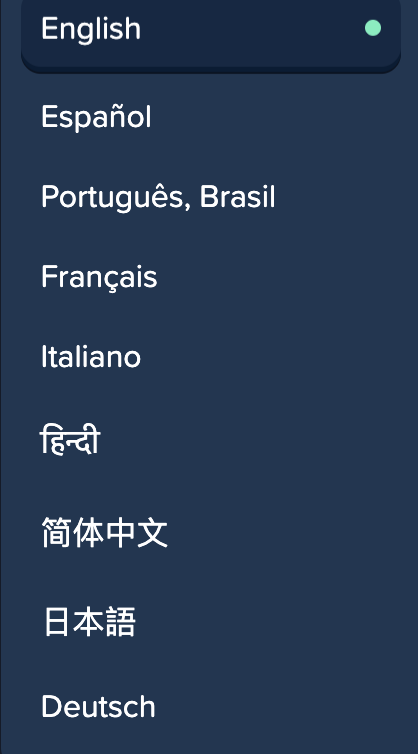 English
Español
Português, Brasil
Français
Italiano
हिन्दी
简体中文
日本語
Deutsch